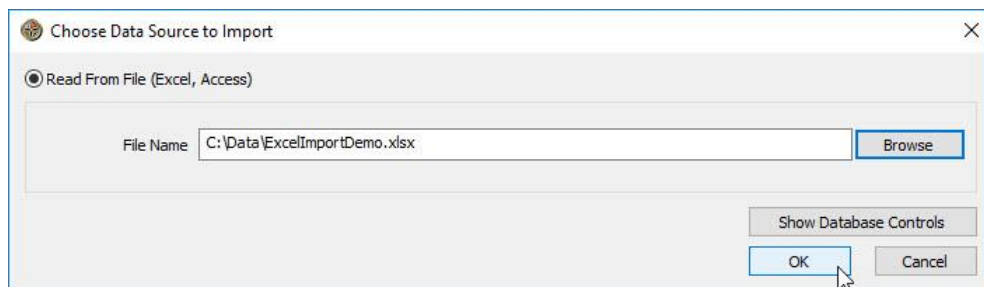 Choose Data Source to Import
Read From File (Excel, Access)
File Name C:\Data\ExcelImportDemo.xlsx Browse
Show Database Controls
OK Cancel